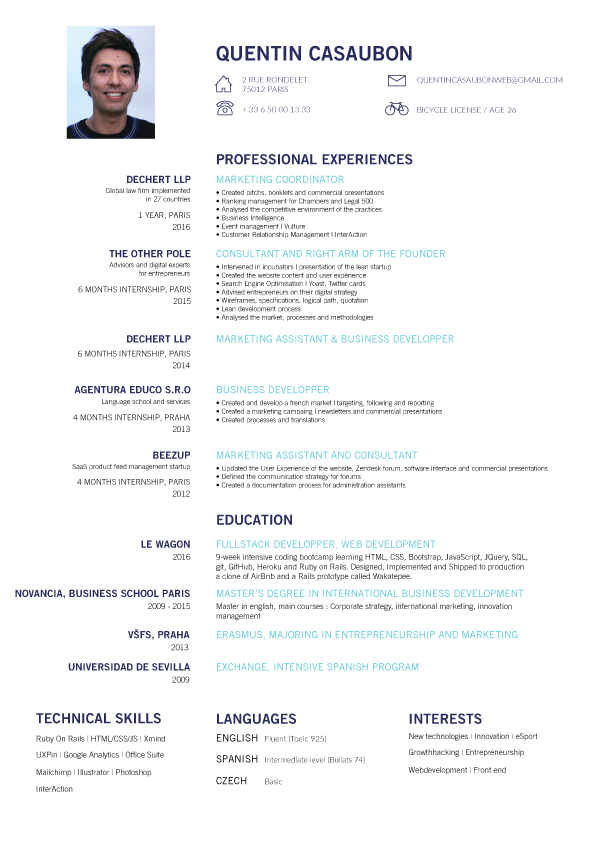 QUENTIN CASAUBON
2 RUE RONDELET
75012 PARIS
QUENTINCASAUBONWEB@GMAIL.COM
+ 33 6 50 00 13 33
BICYCLE LICENSE / AGE 26
PROFESSIONAL EXPERIENCES
DECHERT LLP
Global law firm implemented
in 27 countries
1 YEAR, PARIS
2016
MARKETING COORDINATOR
• Created pitchs, booklets and commercial presentations
• Ranking management for Chambers and Legal 500
• Analysed the competitive environment of the practices
• Business Intelligence
• Event management I Vulture
• Customer Relationship Management I InterAction
THE OTHER POLE
Advisors and digital experts
for entrepreneurs
6 MONTHS INTERNSHIP, PARIS
2015
CONSULTANT AND RIGHT ARM OF THE FOUNDER
• Intervened in incubators I presentation of the lean startup
• Created the website content and user experience
• Search Engine Optimisation I Yoast, Twitter cards
• Advised entrepreneurs on their digital strategy
• Wireframes, specifications, logical path, quotation
• Lean development process
• Analysed the market, processes and methodologies
DECHERT LLP
6 MONTHS INTERNSHIP, PARIS
2014
MARKETING ASSISTANT & BUSINESS DEVELOPPER
AGENTURA EDUCO S.R.O
Language school and services
4 MONTHS INTERNSHIP, PRAHA
2013
BUSINESS DEVELOPPER
• Created and develop a french market I targeting, following and reporting
• Created a marketing campaing I newsletters and commercial presentations
• Created processes and translations
BEEZUP
SaaS product feed management startup
4 MONTHS INTERNSHIP, PARIS
2012
MARKETING ASSISTANT AND CONSULTANT
• Updated the User Experience of the website, Zendesk forum, software interface and commercial presentations
• Defined the communication strategy for forums
• Created a documentation process for administration assistants
EDUCATION
LE WAGON
2016
FULLSTACK DEVELOPPER, WEB DEVELOPMENT
9-week intensive coding bootcamp learning HTML, CSS, Bootstrap, JavaScript, JQuery, SQL,
git, GitHub, Heroku and Ruby on Rails. Designed, Implemented and Shipped to production
a clone of AirBnb and a Rails prototype called Wakatepee.
NOVANCIA, BUSINESS SCHOOL PARIS
2009 - 2015
MASTER'S DEGREE IN INTERNATIONAL BUSINESS DEVELOPMENT
Master in english, main courses : Corporate strategy, international marketing, innovation
management
VŠFS, PRAHA
2013
ERASMUS, MAJORING IN ENTREPRENEURSHIP AND MARKETING
UNIVERSIDAD DE SEVILLA
2009
EXCHANGE, INTENSIVE SPANISH PROGRAM
TECHNICAL SKILLS
Ruby On Rails I HTML/CSS/JS I Xmind
UXPin I Google Analytics I Office Suite
Mailchimp I Illustrator I Photoshop
InterAction
LANGUAGES
ENGLISH Fluent (Toeic 925)
SPANISH Intermediate level (Bullats 74)
CZECH Basic
INTERESTS
New technologies I Innovation I eSport
Growthhacking I Entrepreneurship
Webdevelopment I Front end